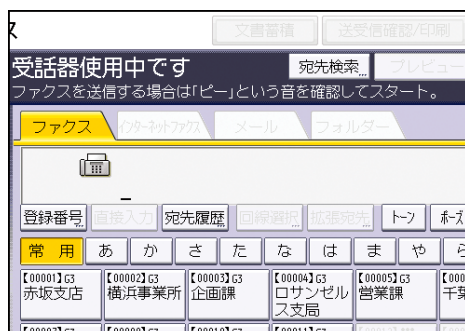 文書蓄積 送受信確認/印刷
受話器使用中です 宛先検索 プレビュー
ファクスを送信する場合は「ピー」という音を確認してスタート。
ファクス インターネットファクス メール フォルダー
登録番号 直接入力 宛先履歴 回線選択 拡張宛先 トーン ポーズ
常用 あ か さ た な は ま や
【00001】G3 【00002】G3 【00003】G3 【00004】G3 【00005】G3
赤坂支店 横浜事業所 企画課 ロサンゼル 営業課 千葉
ス支局